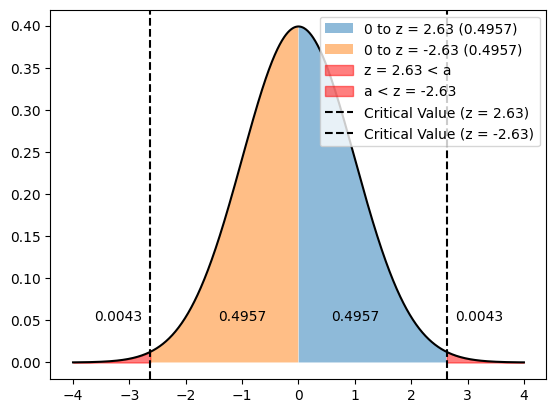 0 to z = 2.63 (0.4957)
0 to z = -2.63 (0.4957)
z = 2.63 < a
a < z = -2.63
Critical Value (z = 2.63)
Critical Value (z = -2.63)
0.40
0.35
0.30
0.25
0.20
0.15
0.10
0.05
0.00
0.0043 0.4957 0.4957 0.0043
−4 −3 −2 −1 0 1 2 3 4